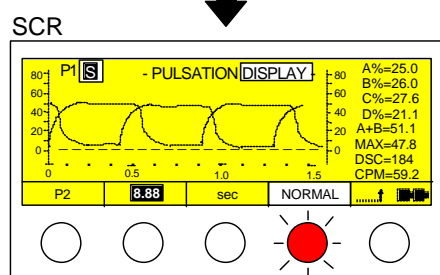 SCR
P1 S - PULSATION DISPLAY -
80 80 A%=25.0
B%=26.0
60 60 C%=27.6
40 40 D%=21.1
A+B=51.1
20 20 MAX=47.8
0 DSC=184
0 0.5 1.0 1.5 CPM=59.2
P2 8.88 sec NORMAL